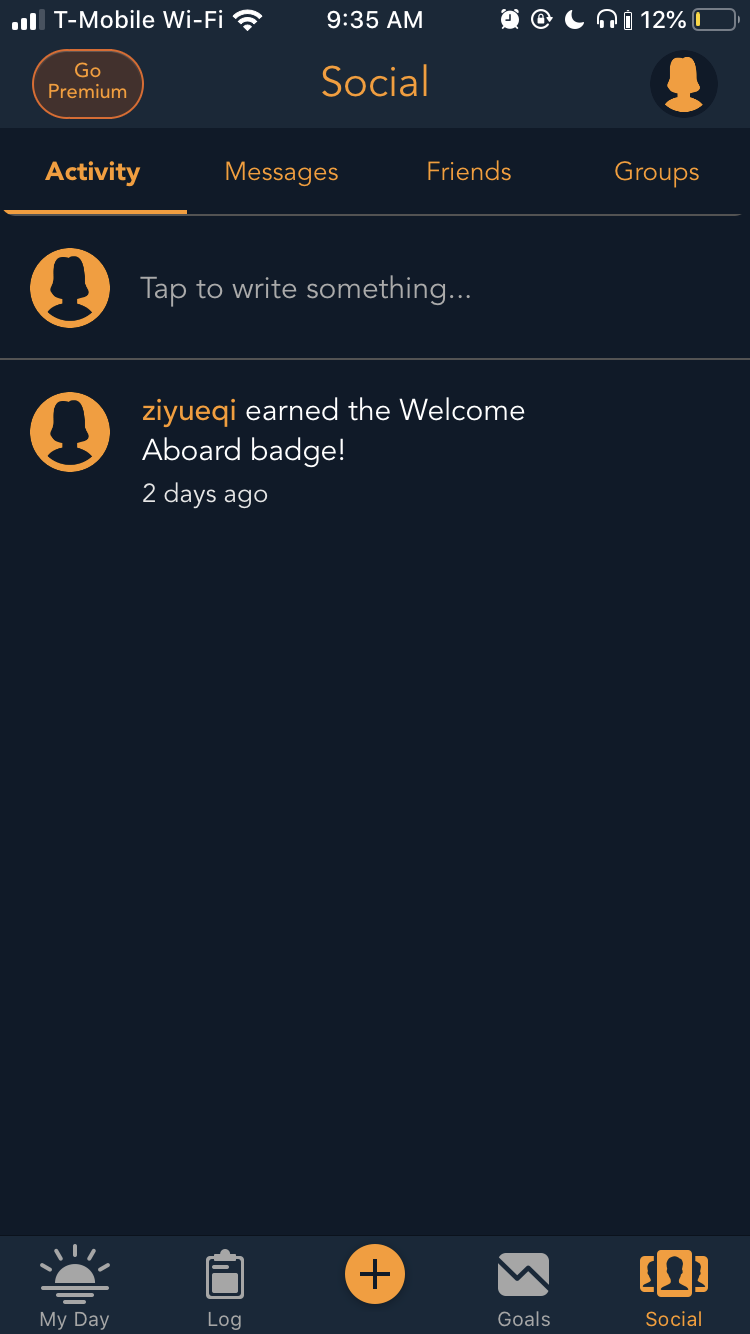 T-Mobile Wi-Fi 9:35 AM 12%
Go
Premium
Social
Activity Messages Friends Groups
Tap to write something...
ziyueqi earned the Welcome
Aboard badge!
2 days ago
My Day Log Goals Social